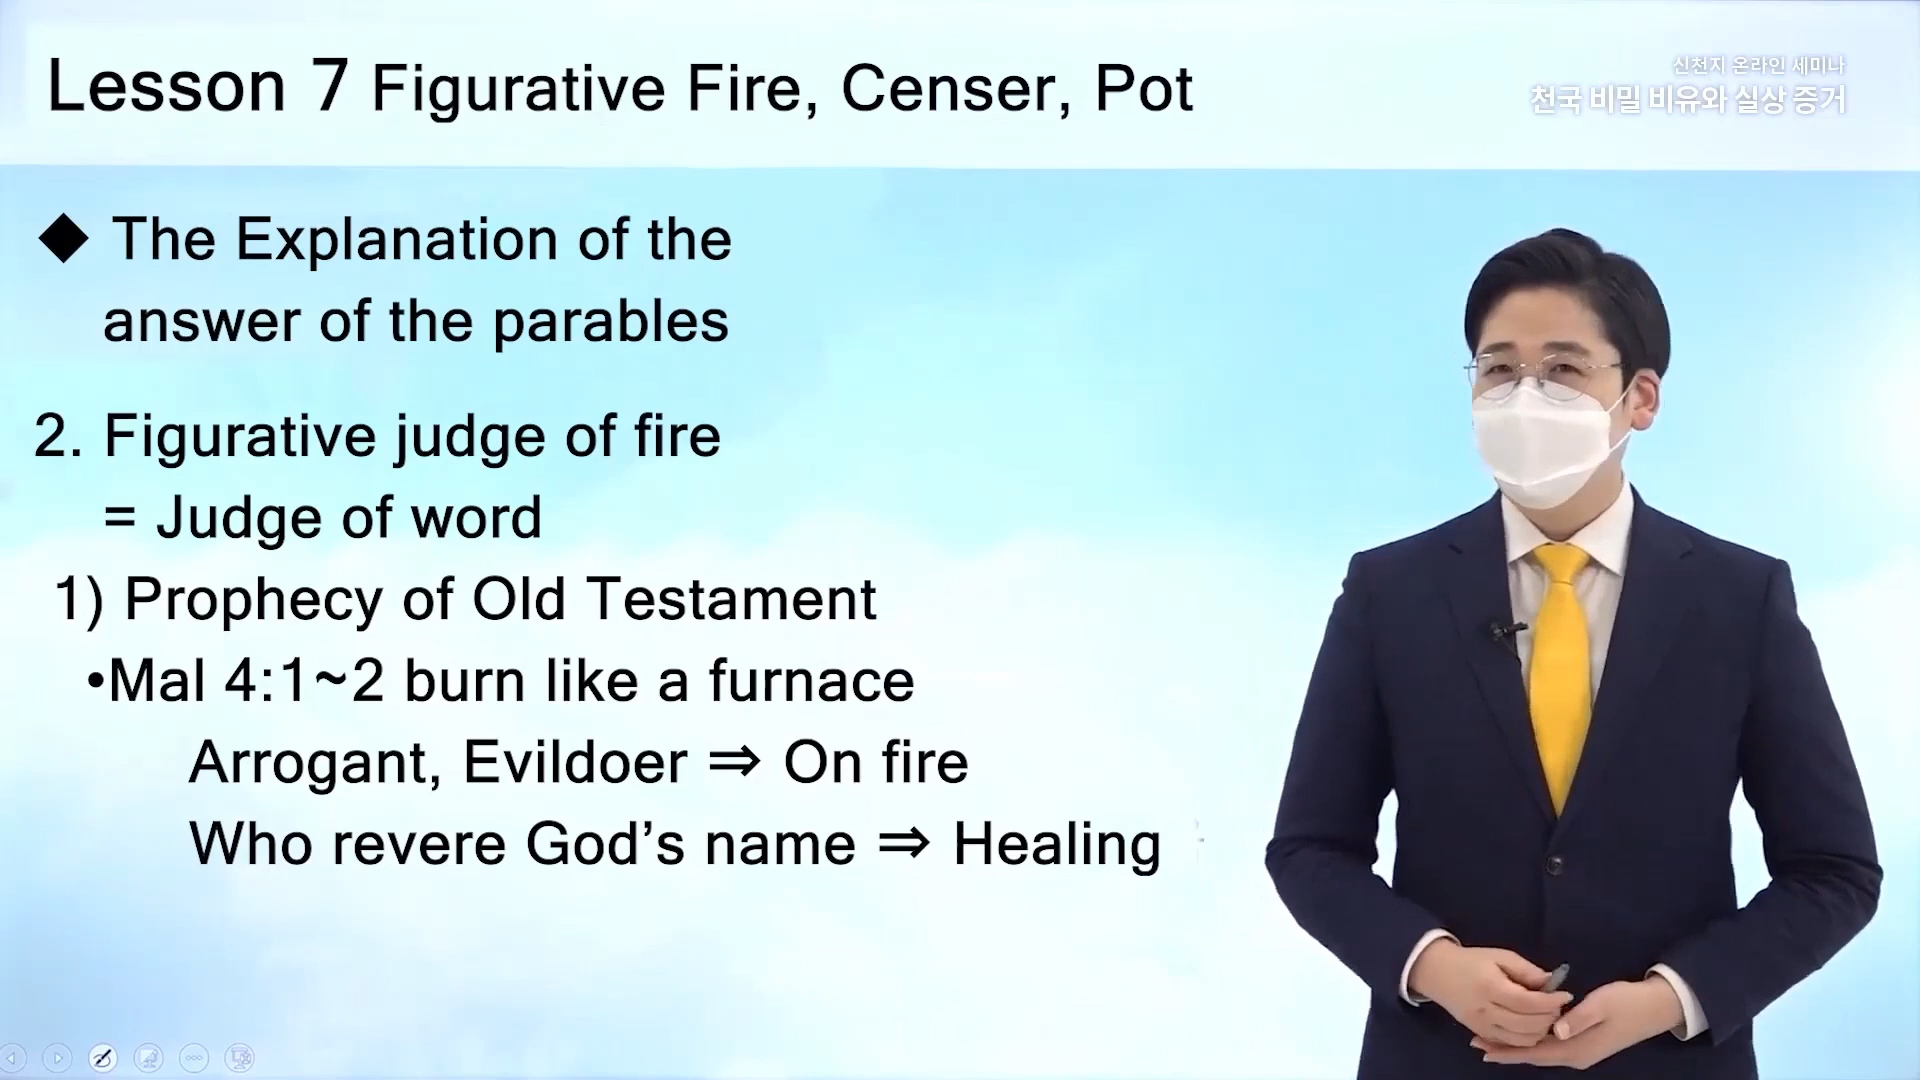 Lesson 7 Figurative Fire, Censer, Pot
신천지 온라인 세미나
천국 비밀 비유와 실상 증거
◆ The Explanation of the
answer of the parables
2. Figurative judge of fire
= Judge of word
1) Prophecy of Old Testament
•Mal 4:1~2 burn like a furnace
Arrogant, Evildoer ⇒ On fire
Who revere God’s name ⇒ Healing